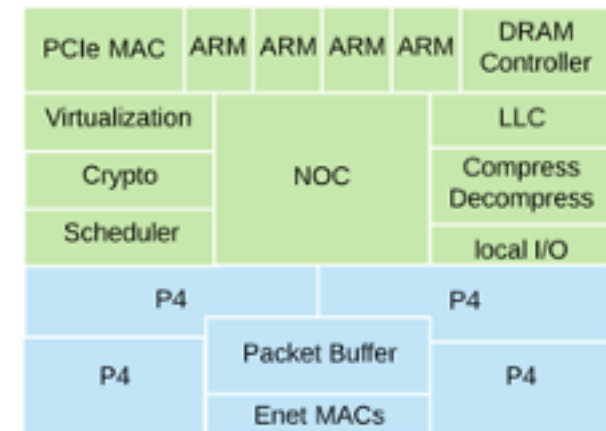 PCIe MAC ARM ARM ARM ARM DRAM
Controller
Virtualization
NOC
LLC
Crypto
Compress
Decompress
Scheduler
local I/O
P4
P4
P4
Packet Buffer
P4
Enet MACs